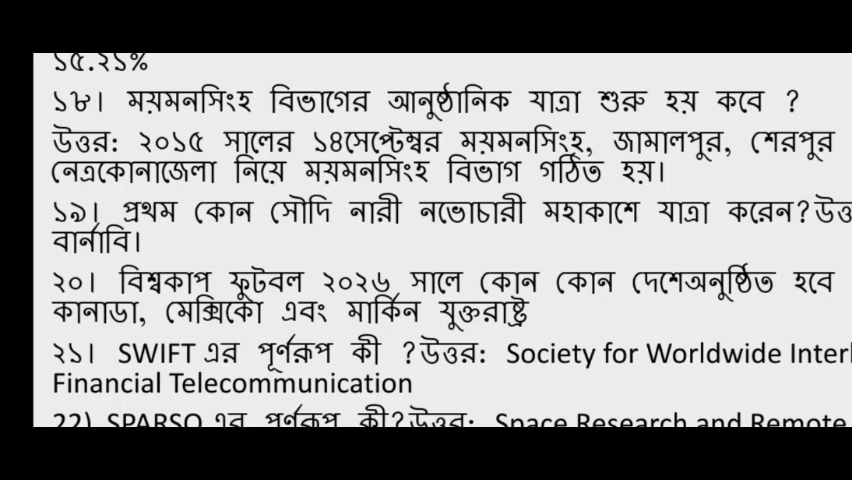 ১৫.২১%
১৮। ময়মনসিংহ বিভাগের আনুষ্ঠানিক যাত্রা শুরু হয় কবে ?
উত্তর: ২০১৫ সালের ১৪সেপ্টেম্বর ময়মনসিংহ, জামালপুর, শেরপুর
নেত্রকোনাজেলা নিয়ে ময়মনসিংহ বিভাগ গঠিত হয়।
১৯। প্রথম কোন সৌদি নারী নভোচারী মহাকাশে যাত্রা করেন?
বার্নাবি।
২০। বিশ্বকাপ ফুটবল ২০২৬ সালে কোন কোন দেশেঅনুষ্ঠিত হবে
কানাডা, মেক্সিকো এবং মার্কিন যুক্তরাষ্ট্র
২১। SWIFT এর পূর্ণরূপ কী ?উত্তর: Society for Worldwide
Financial Telecommunication
22) SPARSO এর পূর্ণরূপ কী?উত্তর: Space Research and Remote